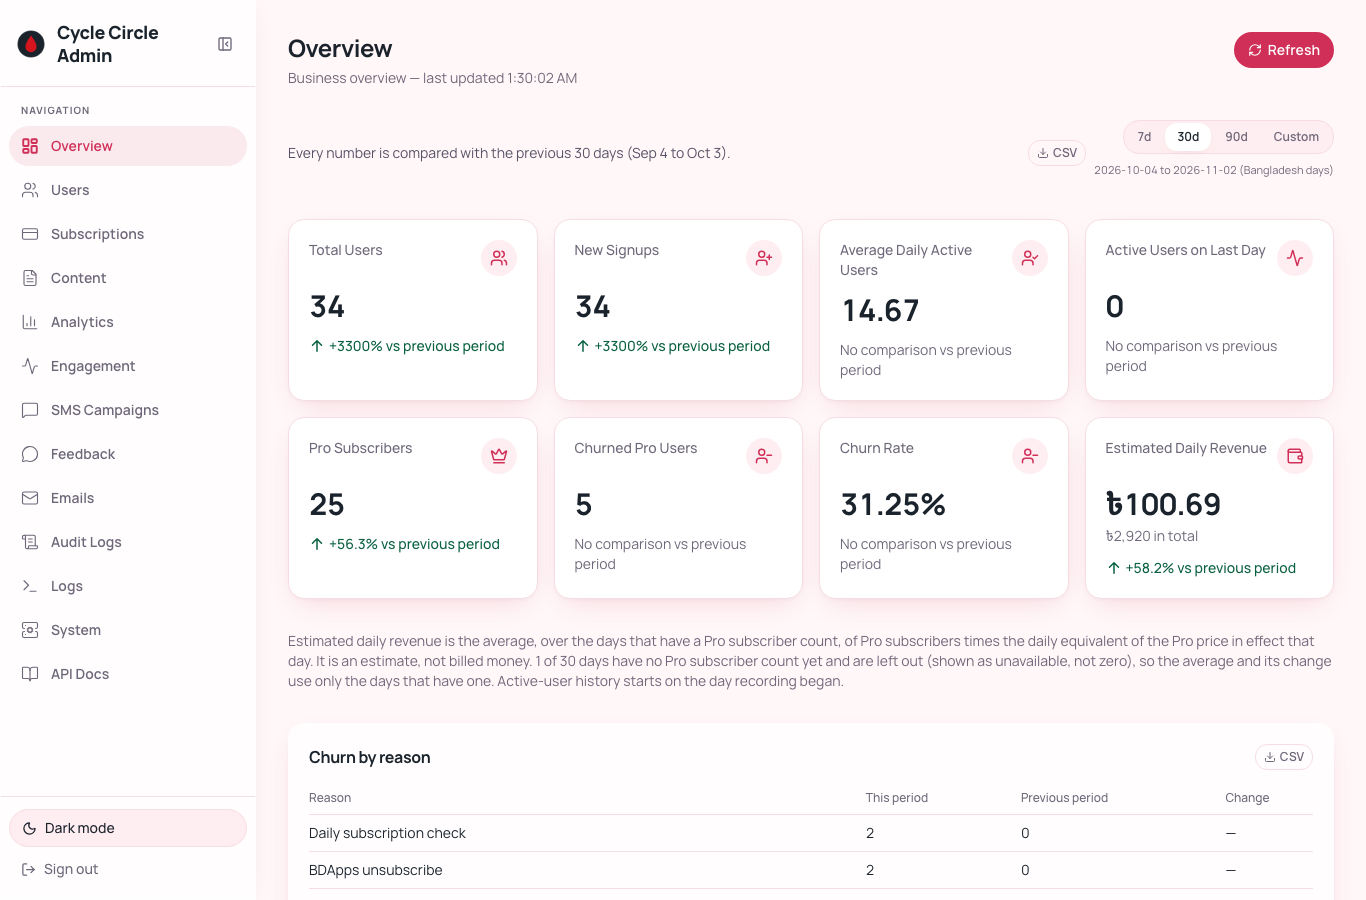 Cycle Circle
Admin
NAVIGATION
Overview
Users
Subscriptions
Content
Analytics
Engagement
SMS Campaigns
Feedback
Emails
Audit Logs
Logs
System
API Docs
Dark mode
Sign out
Overview
Business overview — last updated 1:30:02 AM
Refresh
Every number is compared with the previous 30 days (Sep 4 to Oct 3).
CSV
7d 30d 90d Custom
2026-10-04 to 2026-11-02 (Bangladesh days)
Total Users
34
+3300% vs previous period
New Signups
34
+3300% vs previous period
Average Daily Active
Users
14.67
No comparison vs previous
period
Active Users on Last Day
0
No comparison vs previous
period
Pro Subscribers
25
+56.3% vs previous period
Churned Pro Users
5
No comparison vs previous
period
Churn Rate
31.25%
No comparison vs previous
period
Estimated Daily Revenue
৳100.69
৳2,920 in total
+58.2% vs previous period
Estimated daily revenue is the average, over the days that have a Pro subscriber count, of Pro subscribers times the daily equivalent of the Pro price in effect that
day. It is an estimate, not billed money. 1 of 30 days have no Pro subscriber count yet and are left out (shown as unavailable, not zero), so the average and its change
use only the days that have one. Active-user history starts on the day recording began.
Churn by reason
CSV
Reason This period Previous period Change
Daily subscription check 2 0 —
BDApps unsubscribe 2 0 —